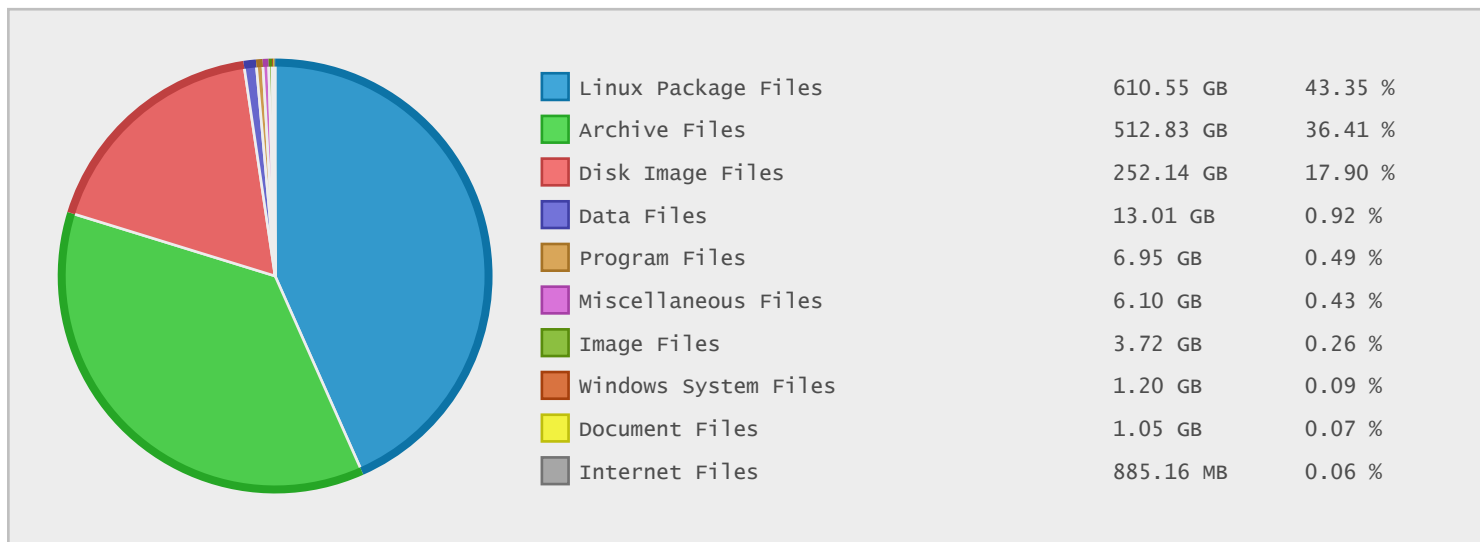 Linux Package Files 610.55 GB 43.35 %
Archive Files 512.83 GB 36.41 %
Disk Image Files 252.14 GB 17.90 %
Data Files 13.01 GB 0.92 %
Program Files 6.95 GB 0.49 %
Miscellaneous Files 6.10 GB 0.43 %
Image Files 3.72 GB 0.26 %
Windows System Files 1.20 GB 0.09 %
Document Files 1.05 GB 0.07 %
Internet Files 885.16 MB 0.06 %